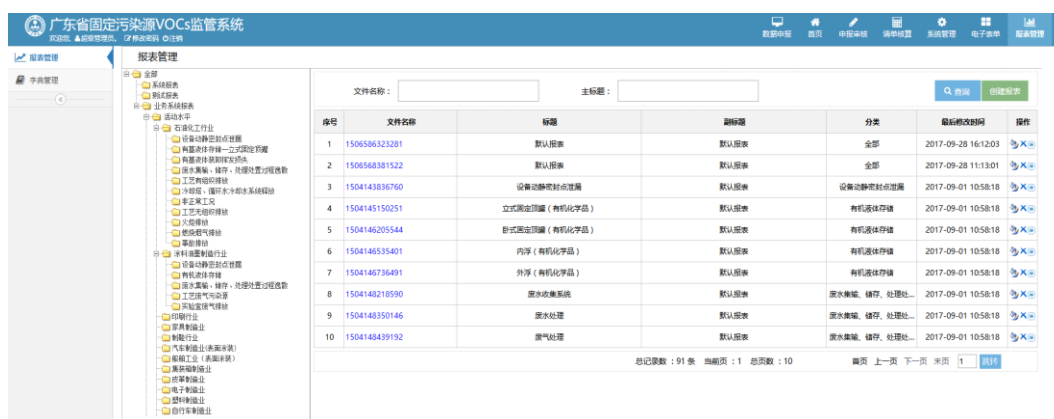 广东省固定污染源VOCs监管系统
欢迎您, 超级管理员。 修改密码 注销
数据申报 首页 申报审核 清单核算 系统管理 电子表单 报表管理
报表管理
字典管理
报表管理
全部
系统报表
测试报表
业务系统报表
活动水平
石油化工行业
设备动静密封点泄漏
有机液体存储—立式固定顶罐
有机液体装卸挥发损失
废水集输、储存、处理处置过程逸散
工艺有组织排放
冷却塔、循环水冷却水系统释放
非正常工况
工艺无组织排放
火炬排放
燃烧烟气排放
事故排放
涂料油墨制造行业
设备动静密封点泄漏
有机液体存储
废水集输、储存、处理处置过程逸散
工艺废气污染源
实验室废气排放
印刷行业
家具制造业
制鞋行业
汽车制造业(表面涂装)
船舶工业（表面涂装）
集装箱制造业
皮革制造业
电子制造业
塑料制造业
自行车制造业
文件名称： 主标题： 查询 创建报表
序号 文件名称 标题 副标题 分类 最后修改时间 操作
1 1506586323281 默认报表 默认报表 全部 2017-09-28 16:12:03
2 1506568381522 默认报表 默认报表 全部 2017-09-28 11:13:01
3 1504143836760 设备动静密封点泄漏 默认报表 设备动静密封点泄漏 2017-09-01 10:58:18
4 1504145150251 立式固定顶罐（有机化学品） 默认报表 有机液体存储 2017-09-01 10:58:18
5 1504146205544 卧式固定顶罐（有机化学品） 默认报表 有机液体存储 2017-09-01 10:58:18
6 1504146535401 内浮（有机化学品） 默认报表 有机液体存储 2017-09-01 10:58:18
7 1504146736491 外浮（有机化学品） 默认报表 有机液体存储 2017-09-01 10:58:18
8 1504148218590 废水收集系统 默认报表 废水集输、储存、处理处... 2017-09-01 10:58:18
9 1504148350146 废水处理 默认报表 废水集输、储存、处理处... 2017-09-01 10:58:18
10 1504148439192 废气处理 默认报表 废水集输、储存、处理处... 2017-09-01 10:58:18
总记录数：91 条 当前页：1 总页数：10 首页 上一页 下一页 末页 1 跳转